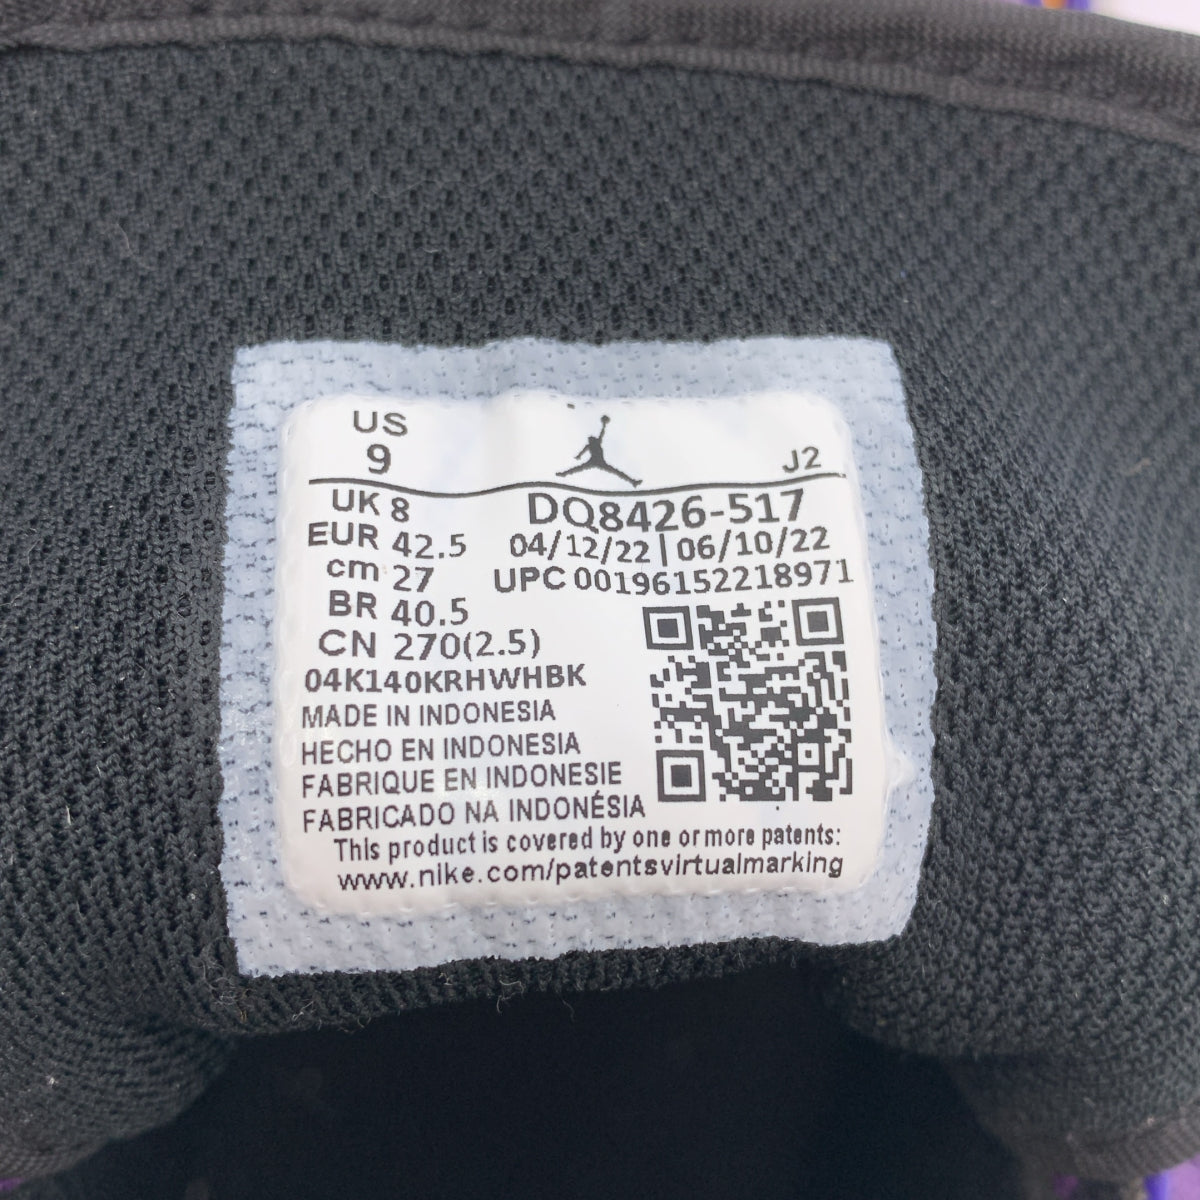 US
9
J2
UK 8
DQ8426-517
EUR 42.5
04/12/22 | 06/10/22
cm 27
UPC 00196152218971
BR 40.5
CN 270(2.5)
04K140KRHWHBK
MADE IN INDONESIA
HECHO EN INDONESIA
FABRIQUE EN INDONESIE
FABRICADO NA INDONÉSIA
This product is covered by one or more patents:
www.nike.com/patentsvirtualmarking